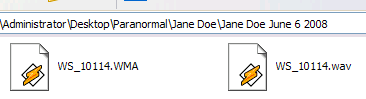 \Administrator\Desktop\Paranormal\Jane Doe\Jane Doe June 6 2008
WS_10114.WMA WS_10114.wav